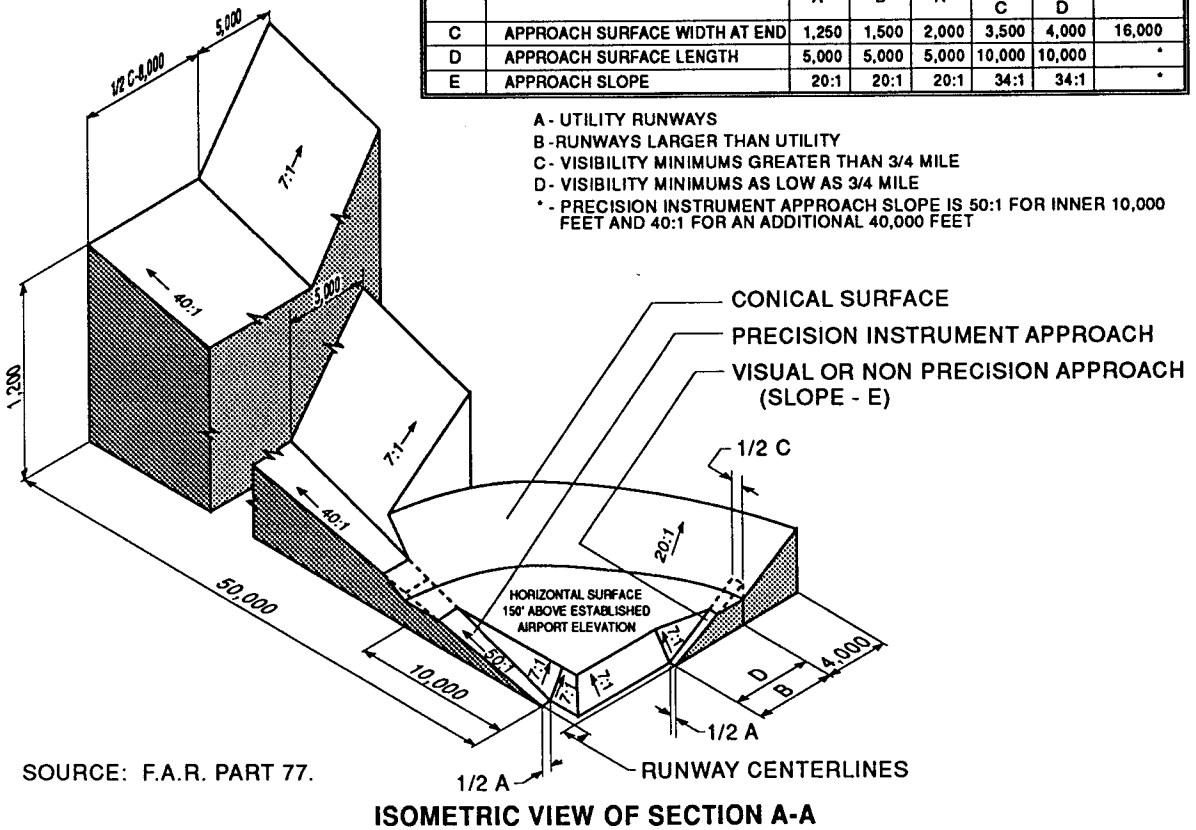 A B A C D
C APPROACH SURFACE WIDTH AT END 1,250 1,500 2,000 3,500 4,000 16,000
D APPROACH SURFACE LENGTH 5,000 5,000 5,000 10,000 10,000 *
E APPROACH SLOPE 20:1 20:1 20:1 34:1 34:1 *
A - UTILITY RUNWAYS
B - RUNWAYS LARGER THAN UTILITY
C - VISIBILITY MINIMUMS GREATER THAN 3/4 MILE
D - VISIBILITY MINIMUMS AS LOW AS 3/4 MILE
* - PRECISION INSTRUMENT APPROACH SLOPE IS 50:1 FOR INNER 10,000
FEET AND 40:1 FOR AN ADDITIONAL 40,000 FEET
5,000
1/2 C-8,000
7:1
40:1
5,000
1,200
CONICAL SURFACE
PRECISION INSTRUMENT APPROACH
VISUAL OR NON PRECISION APPROACH
(SLOPE - E)
1/2 C
7:1
40:1
20:1
HORIZONTAL SURFACE
150' ABOVE ESTABLISHED
AIRPORT ELEVATION
50,000
50:1
7:1
7:1
7:1
7:1
10,000
D
B
4,000
1/2 A
1/2 A
RUNWAY CENTERLINES
SOURCE: F.A.R. PART 77.
ISOMETRIC VIEW OF SECTION A-A